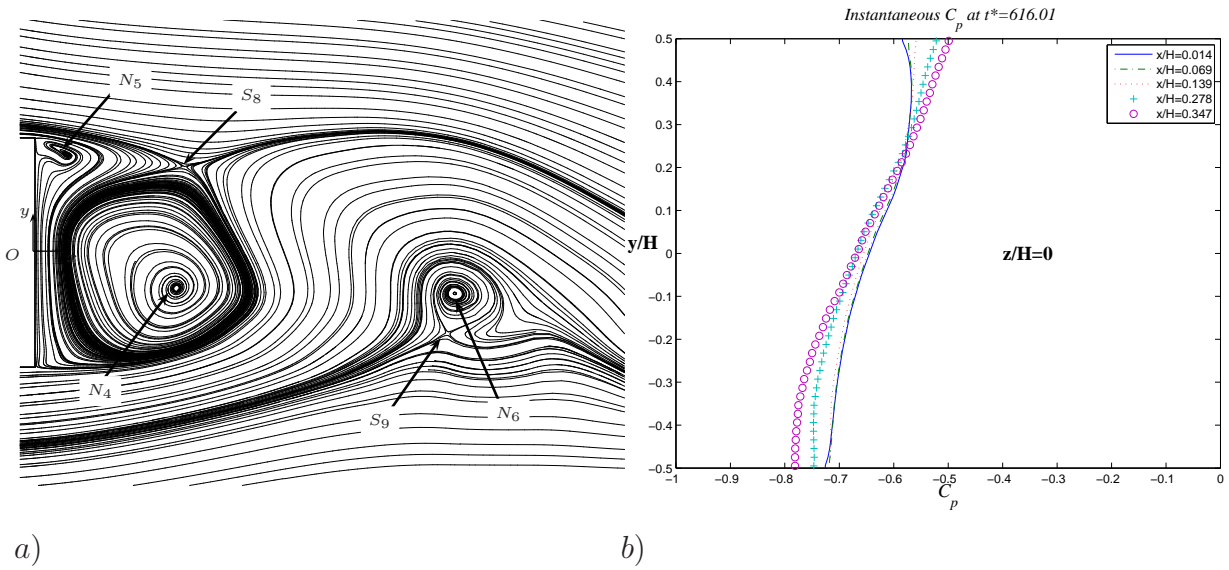 N5
S8
y
O
N4
S9
N6
a)
Instantaneous Cp at t*=616.01
0.5
0.4
0.3
0.2
0.1
0
−0.1
−0.2
−0.3
−0.4
−0.5
y/H
x/H=0.014
x/H=0.069
x/H=0.139
x/H=0.278
x/H=0.347
z/H=0
−1
−0.9
−0.8
−0.7
−0.6
−0.5
−0.4
−0.3
−0.2
−0.1
0
Cp
b)